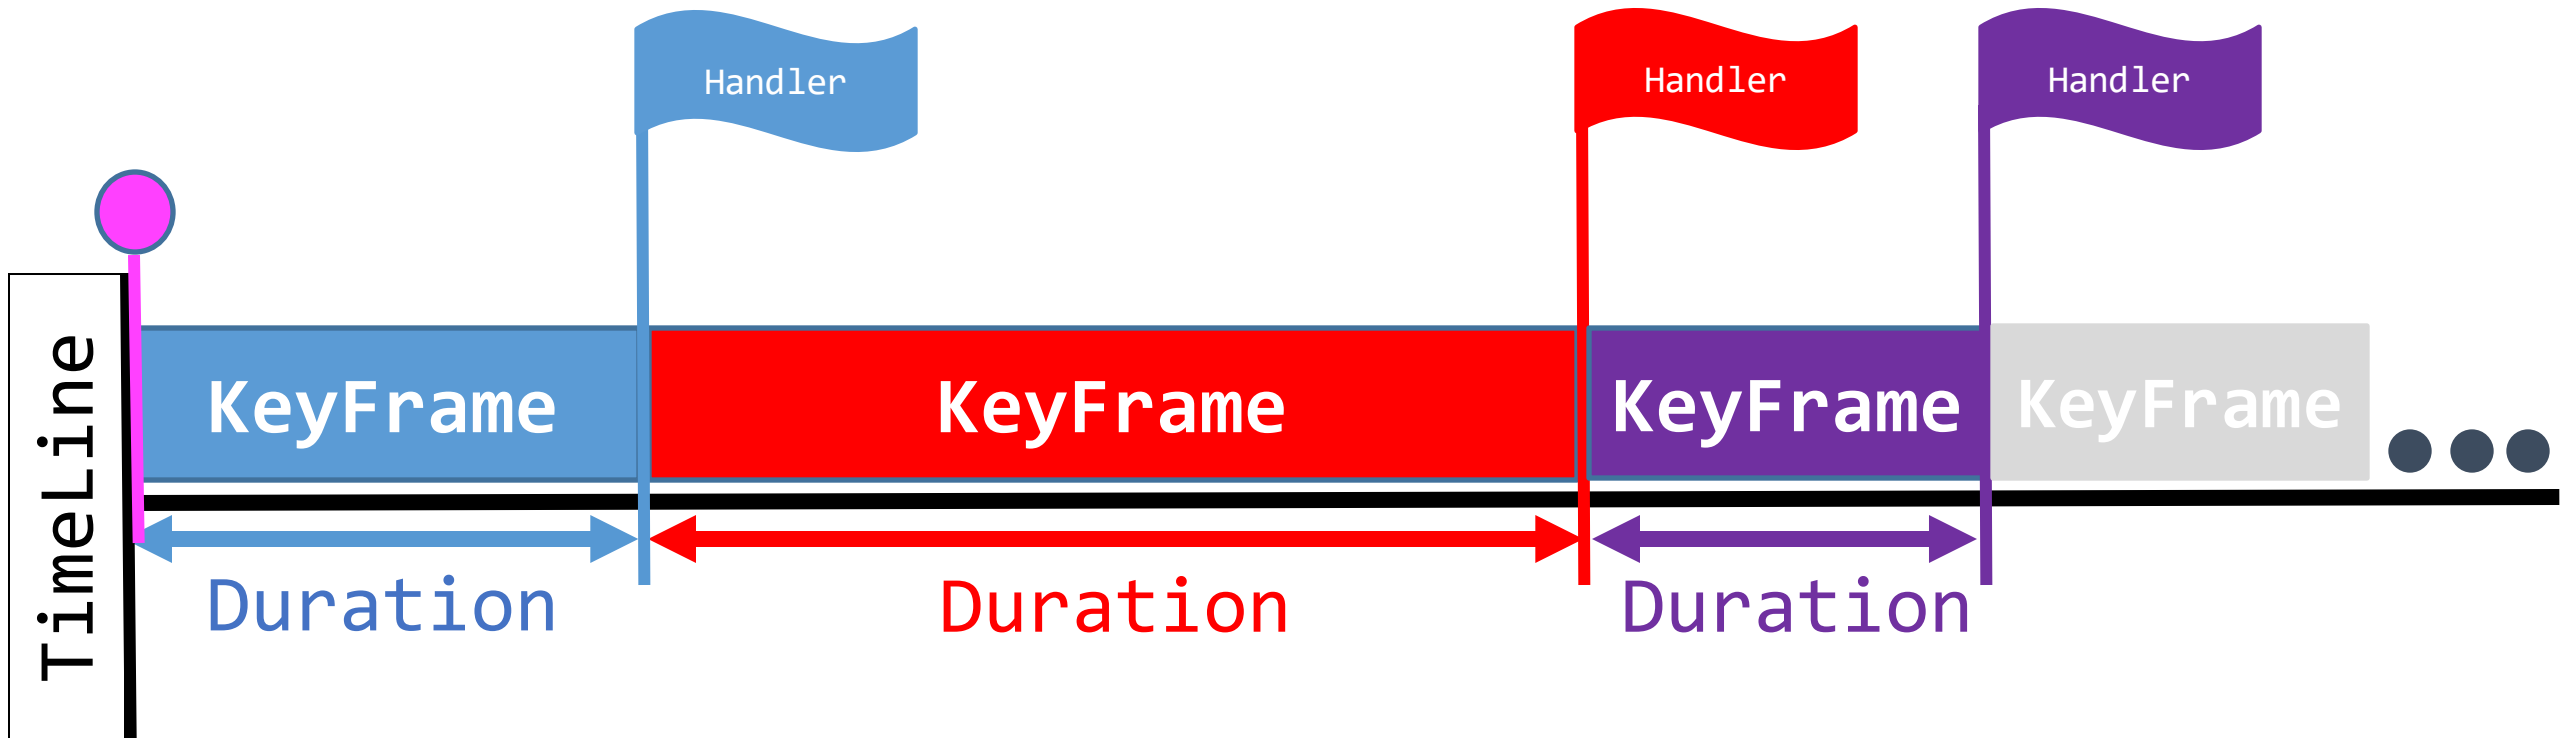 Handler
Handler
Handler
TimeLine
KeyFrame
KeyFrame
KeyFrame
KeyFrame
Duration
Duration
Duration